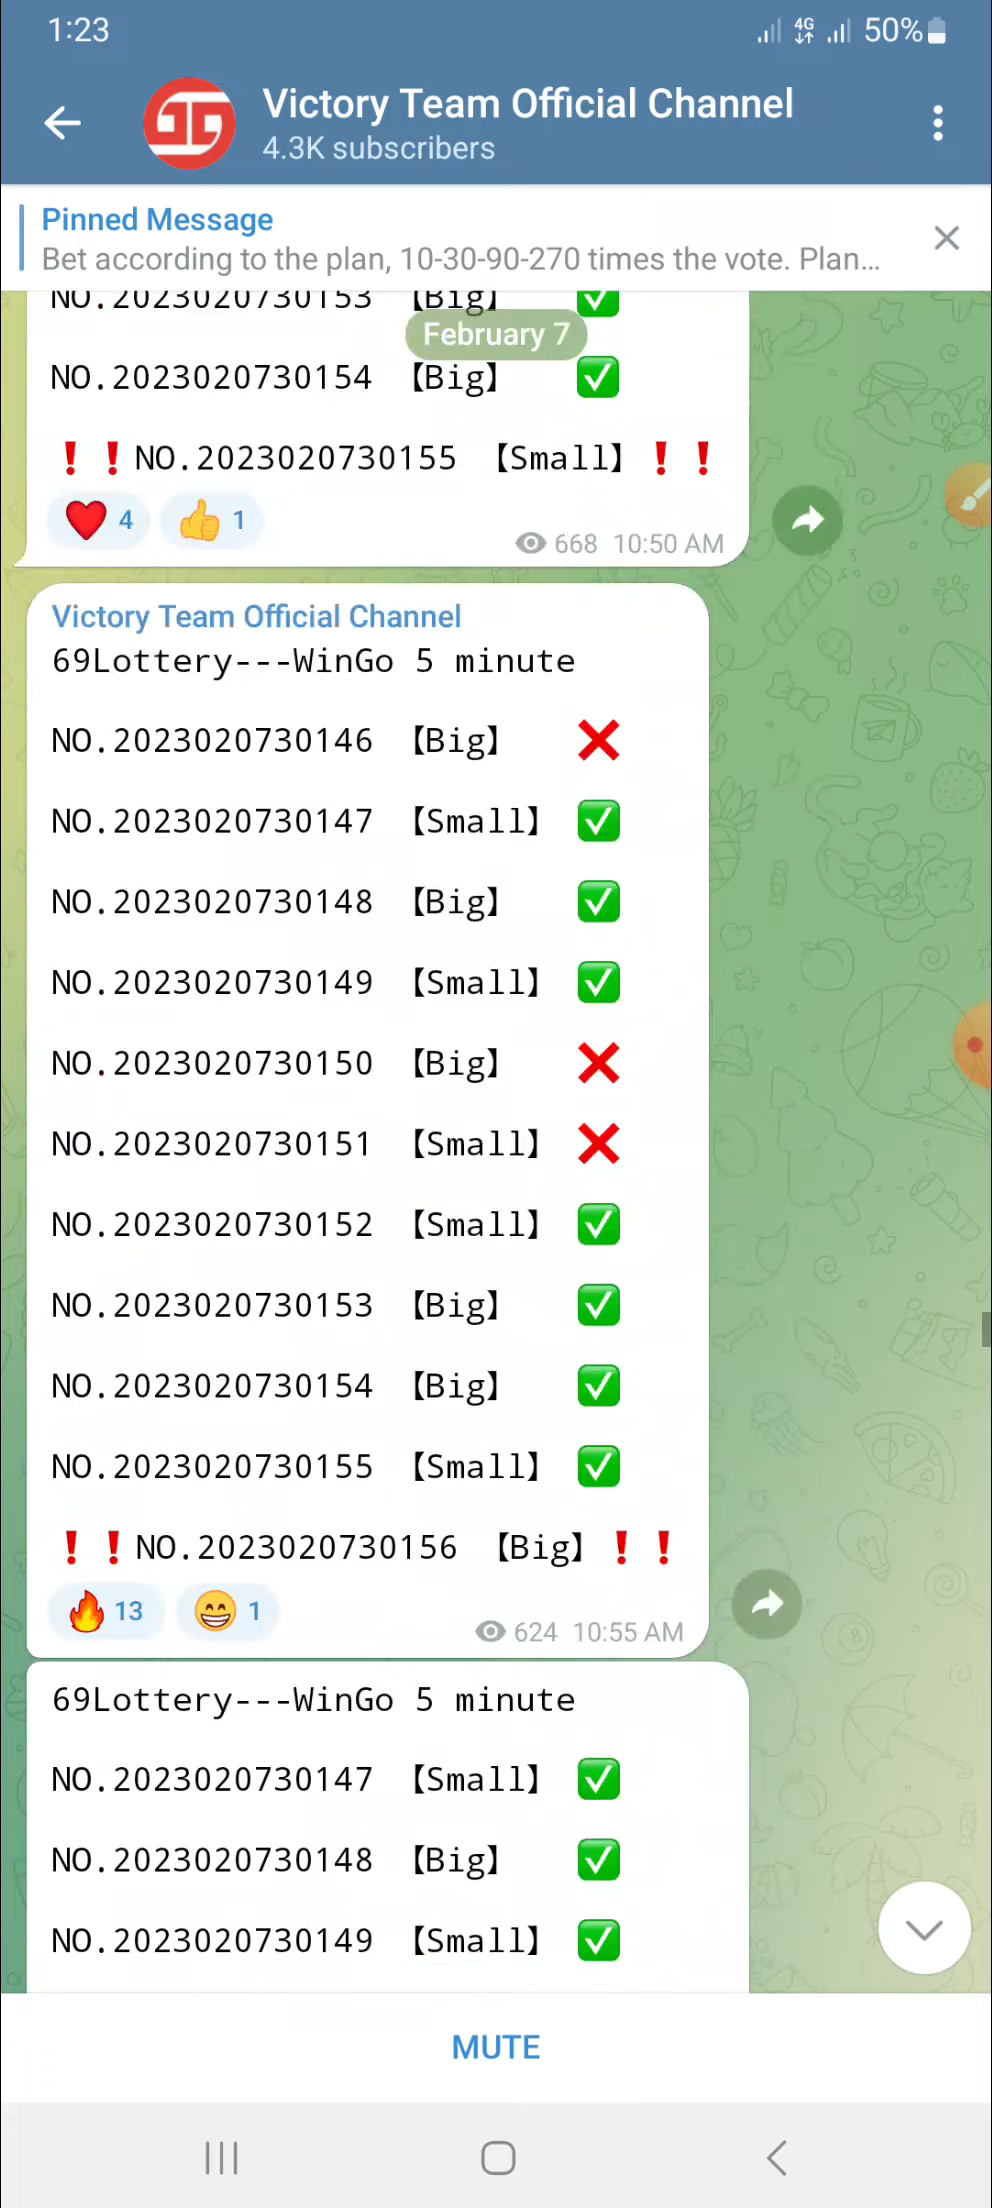 1:23
4G
50%
Victory Team Official Channel
4.3K subscribers
Pinned Message
Bet according to the plan, 10-30-90-270 times the vote. Plan...
NO.2023020730153 【Big】 ✅
February 7
NO.2023020730154 【Big】 ✅
❗❗NO.2023020730155 【Small】❗❗
❤ 4 👍 1
668 10:50 AM
Victory Team Official Channel
69Lottery---WinGo 5 minute
NO.2023020730146 【Big】 ❌
NO.2023020730147 【Small】 ✅
NO.2023020730148 【Big】 ✅
NO.2023020730149 【Small】 ✅
NO.2023020730150 【Big】 ❌
NO.2023020730151 【Small】 ❌
NO.2023020730152 【Small】 ✅
NO.2023020730153 【Big】 ✅
NO.2023020730154 【Big】 ✅
NO.2023020730155 【Small】 ✅
❗❗NO.2023020730156 【Big】❗❗
🔥 13 😁 1
624 10:55 AM
69Lottery---WinGo 5 minute
NO.2023020730147 【Small】 ✅
NO.2023020730148 【Big】 ✅
NO.2023020730149 【Small】 ✅
MUTE